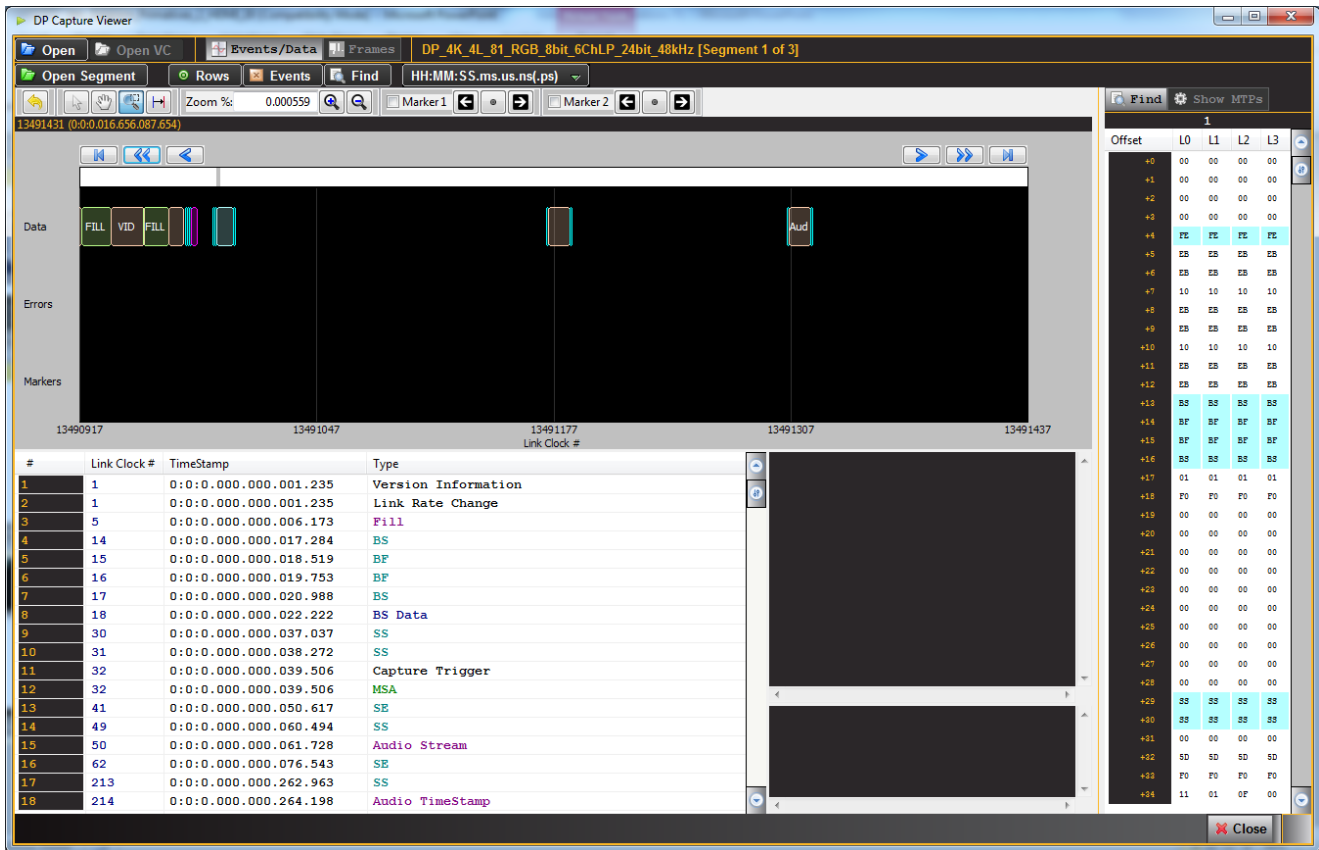 DP Capture Viewer
Open Open VC Events/Data Frames DP_4K_4L_81_RGB_8bit_6ChLP_24bit_48kHz [Segment 1 of 3]
Open Segment Rows Events Find HH:MM:SS.ms.us.ns(.ps)
Zoom %: 0.000559 Marker 1 Marker 2
13491431 (0:0:0.016.656.087.654)
Data FILL VID FILL Aud
Errors
Markers
13490917 13491047 13491177 13491307 13491437
Link Clock #
# Link Clock # TimeStamp Type
1 1 0:0:0.000.000.001.235 Version Information
2 1 0:0:0.000.000.001.235 Link Rate Change
3 5 0:0:0.000.000.006.173 Fill
4 14 0:0:0.000.000.017.284 BS
5 15 0:0:0.000.000.018.519 BF
6 16 0:0:0.000.000.019.753 BF
7 17 0:0:0.000.000.020.988 BS
8 18 0:0:0.000.000.022.222 BS Data
9 30 0:0:0.000.000.037.037 SS
10 31 0:0:0.000.000.038.272 SS
11 32 0:0:0.000.000.039.506 Capture Trigger
12 32 0:0:0.000.000.039.506 MSA
13 41 0:0:0.000.000.050.617 SE
14 49 0:0:0.000.000.060.494 SS
15 50 0:0:0.000.000.061.728 Audio Stream
16 62 0:0:0.000.000.076.543 SE
17 213 0:0:0.000.000.262.963 SS
18 214 0:0:0.000.000.264.198 Audio TimeStamp
Find Show MTPs
1
Offset L0 L1 L2 L3
+0 00 00 00 00
+1 00 00 00 00
+2 00 00 00 00
+3 00 00 00 00
+4 FE FE FE FE
+5 EB EB EB EB
+6 EB EB EB EB
+7 10 10 10 10
+8 EB EB EB EB
+9 EB EB EB EB
+10 10 10 10 10
+11 EB EB EB EB
+12 EB EB EB EB
+13 BS BS BS BS
+14 BF BF BF BF
+15 BF BF BF BF
+16 BS BS BS BS
+17 01 01 01 01
+18 F0 F0 F0 F0
+19 00 00 00 00
+20 00 00 00 00
+21 00 00 00 00
+22 00 00 00 00
+23 00 00 00 00
+24 00 00 00 00
+25 00 00 00 00
+26 00 00 00 00
+27 00 00 00 00
+28 00 00 00 00
+29 SS SS SS SS
+30 SS SS SS SS
+31 00 00 00 00
+32 5D 5D 5D 5D
+33 F0 F0 F0 F0
+34 11 01 0F 00
Close